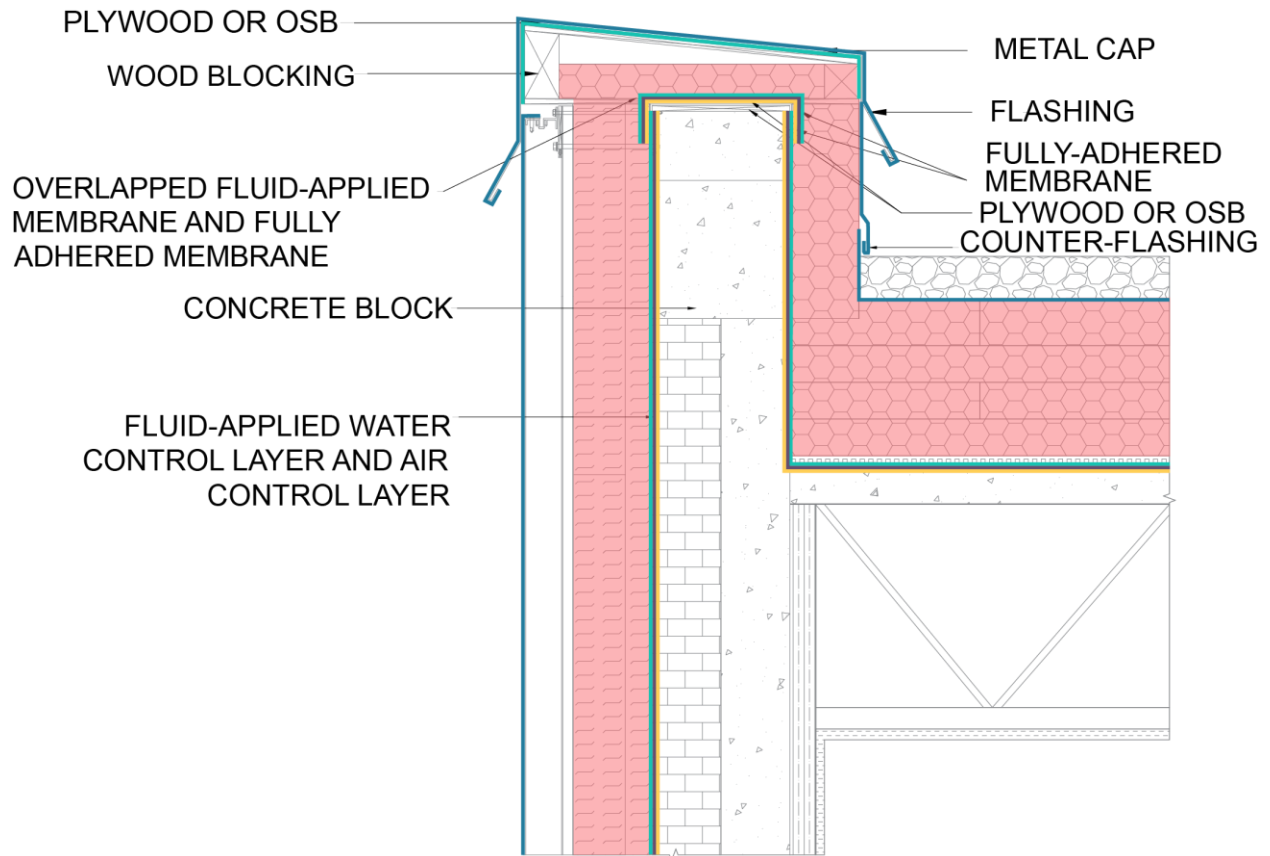 PLYWOOD OR OSB
WOOD BLOCKING
OVERLAPPED FLUID-APPLIED
MEMBRANE AND FULLY
ADHERED MEMBRANE
CONCRETE BLOCK
FLUID-APPLIED WATER
CONTROL LAYER AND AIR
CONTROL LAYER
METAL CAP
FLASHING
FULLY-ADHERED
MEMBRANE
PLYWOOD OR OSB
COUNTER-FLASHING